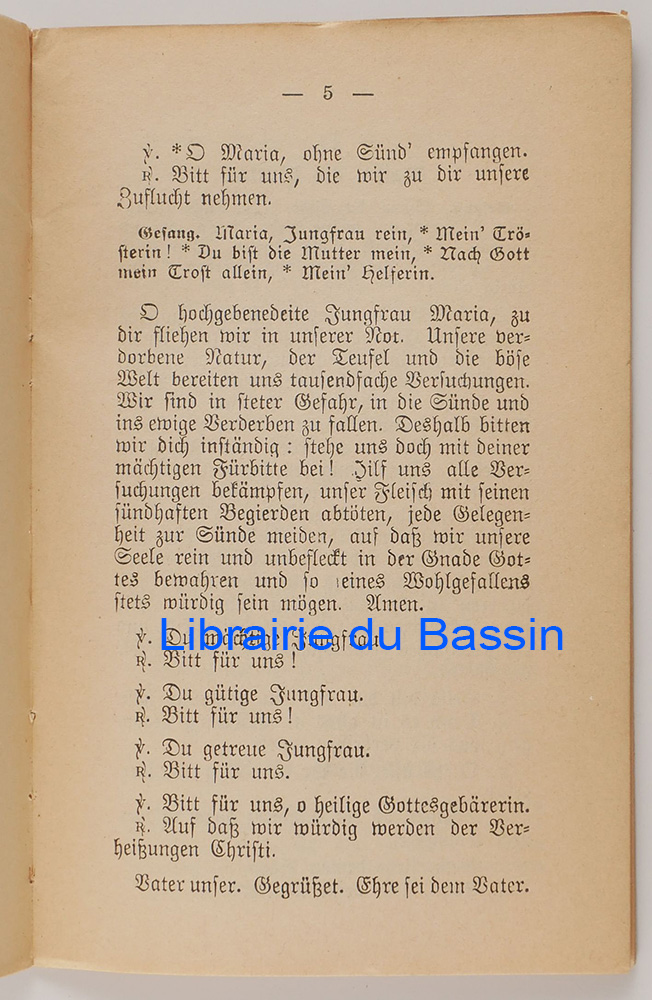 — 5 —
℣. * O Maria, ohne Sünd' empfangen.
℟. Bitt für uns, die wir zu dir unsere
Zuflucht nehmen.
Gesang. Maria, Jungfrau rein, * Mein' Trö-
sterin! * Du bist die Mutter mein, * Nach Gott
mein Trost allein, * Mein' Helferin.
O hochgebenedeite Jungfrau Maria, zu
dir fliehen wir in unserer Not. Unsere ver-
dorbene Natur, der Teufel und die böse
Welt bereiten uns tausendfache Versuchungen.
Wir sind in steter Gefahr, in die Sünde und
ins ewige Verderben zu fallen. Deshalb bitten
wir dich inständig: stehe uns doch mit deiner
mächtigen Fürbitte bei! Hilf uns alle Ver-
suchungen bekämpfen, unser Fleisch mit seinen
sündhaften Begierden abtöten, jede Gelegen-
heit zur Sünde meiden, auf daß wir unsere
Seele rein und unbefleckt in der Gnade Got-
tes bewahren und so eines Wohlgefallens
stets würdig sein mögen. Amen.
℣. Du mächtige Jungfrau.
Librairie du Bassin
℟. Bitt für uns!
℣. Du gütige Jungfrau.
℟. Bitt für uns!
℣. Du getreue Jungfrau.
℟. Bitt für uns.
℣. Bitt für uns, o heilige Gottesgebärerin.
℟. Auf daß wir würdig werden der Ver-
heißungen Christi.
Vater unser. Gegrüßet. Ehre sei dem Vater.